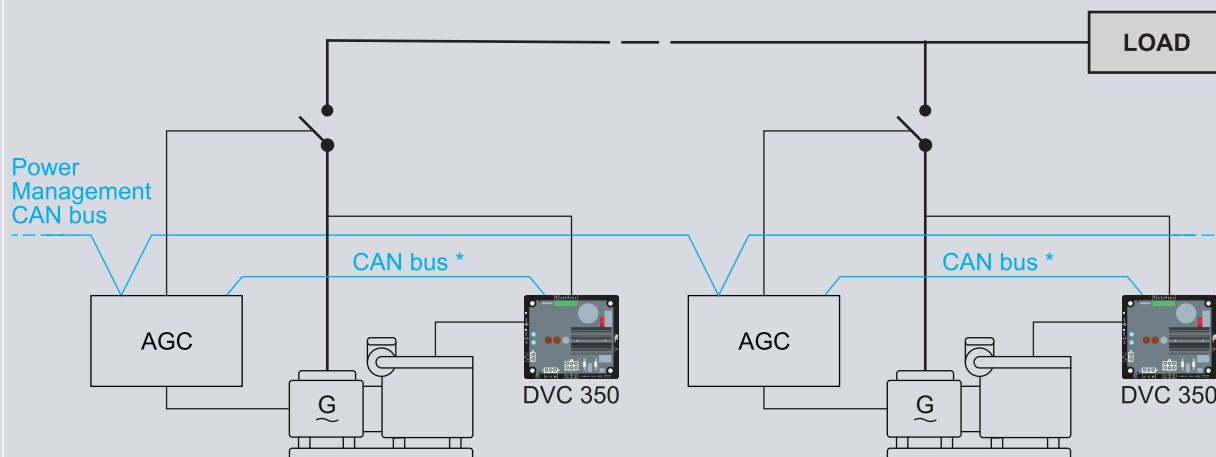 LOAD
Power
Management
CAN bus
CAN bus *
CAN bus *
AGC
AGC
DVC 350
DVC 350
G
G